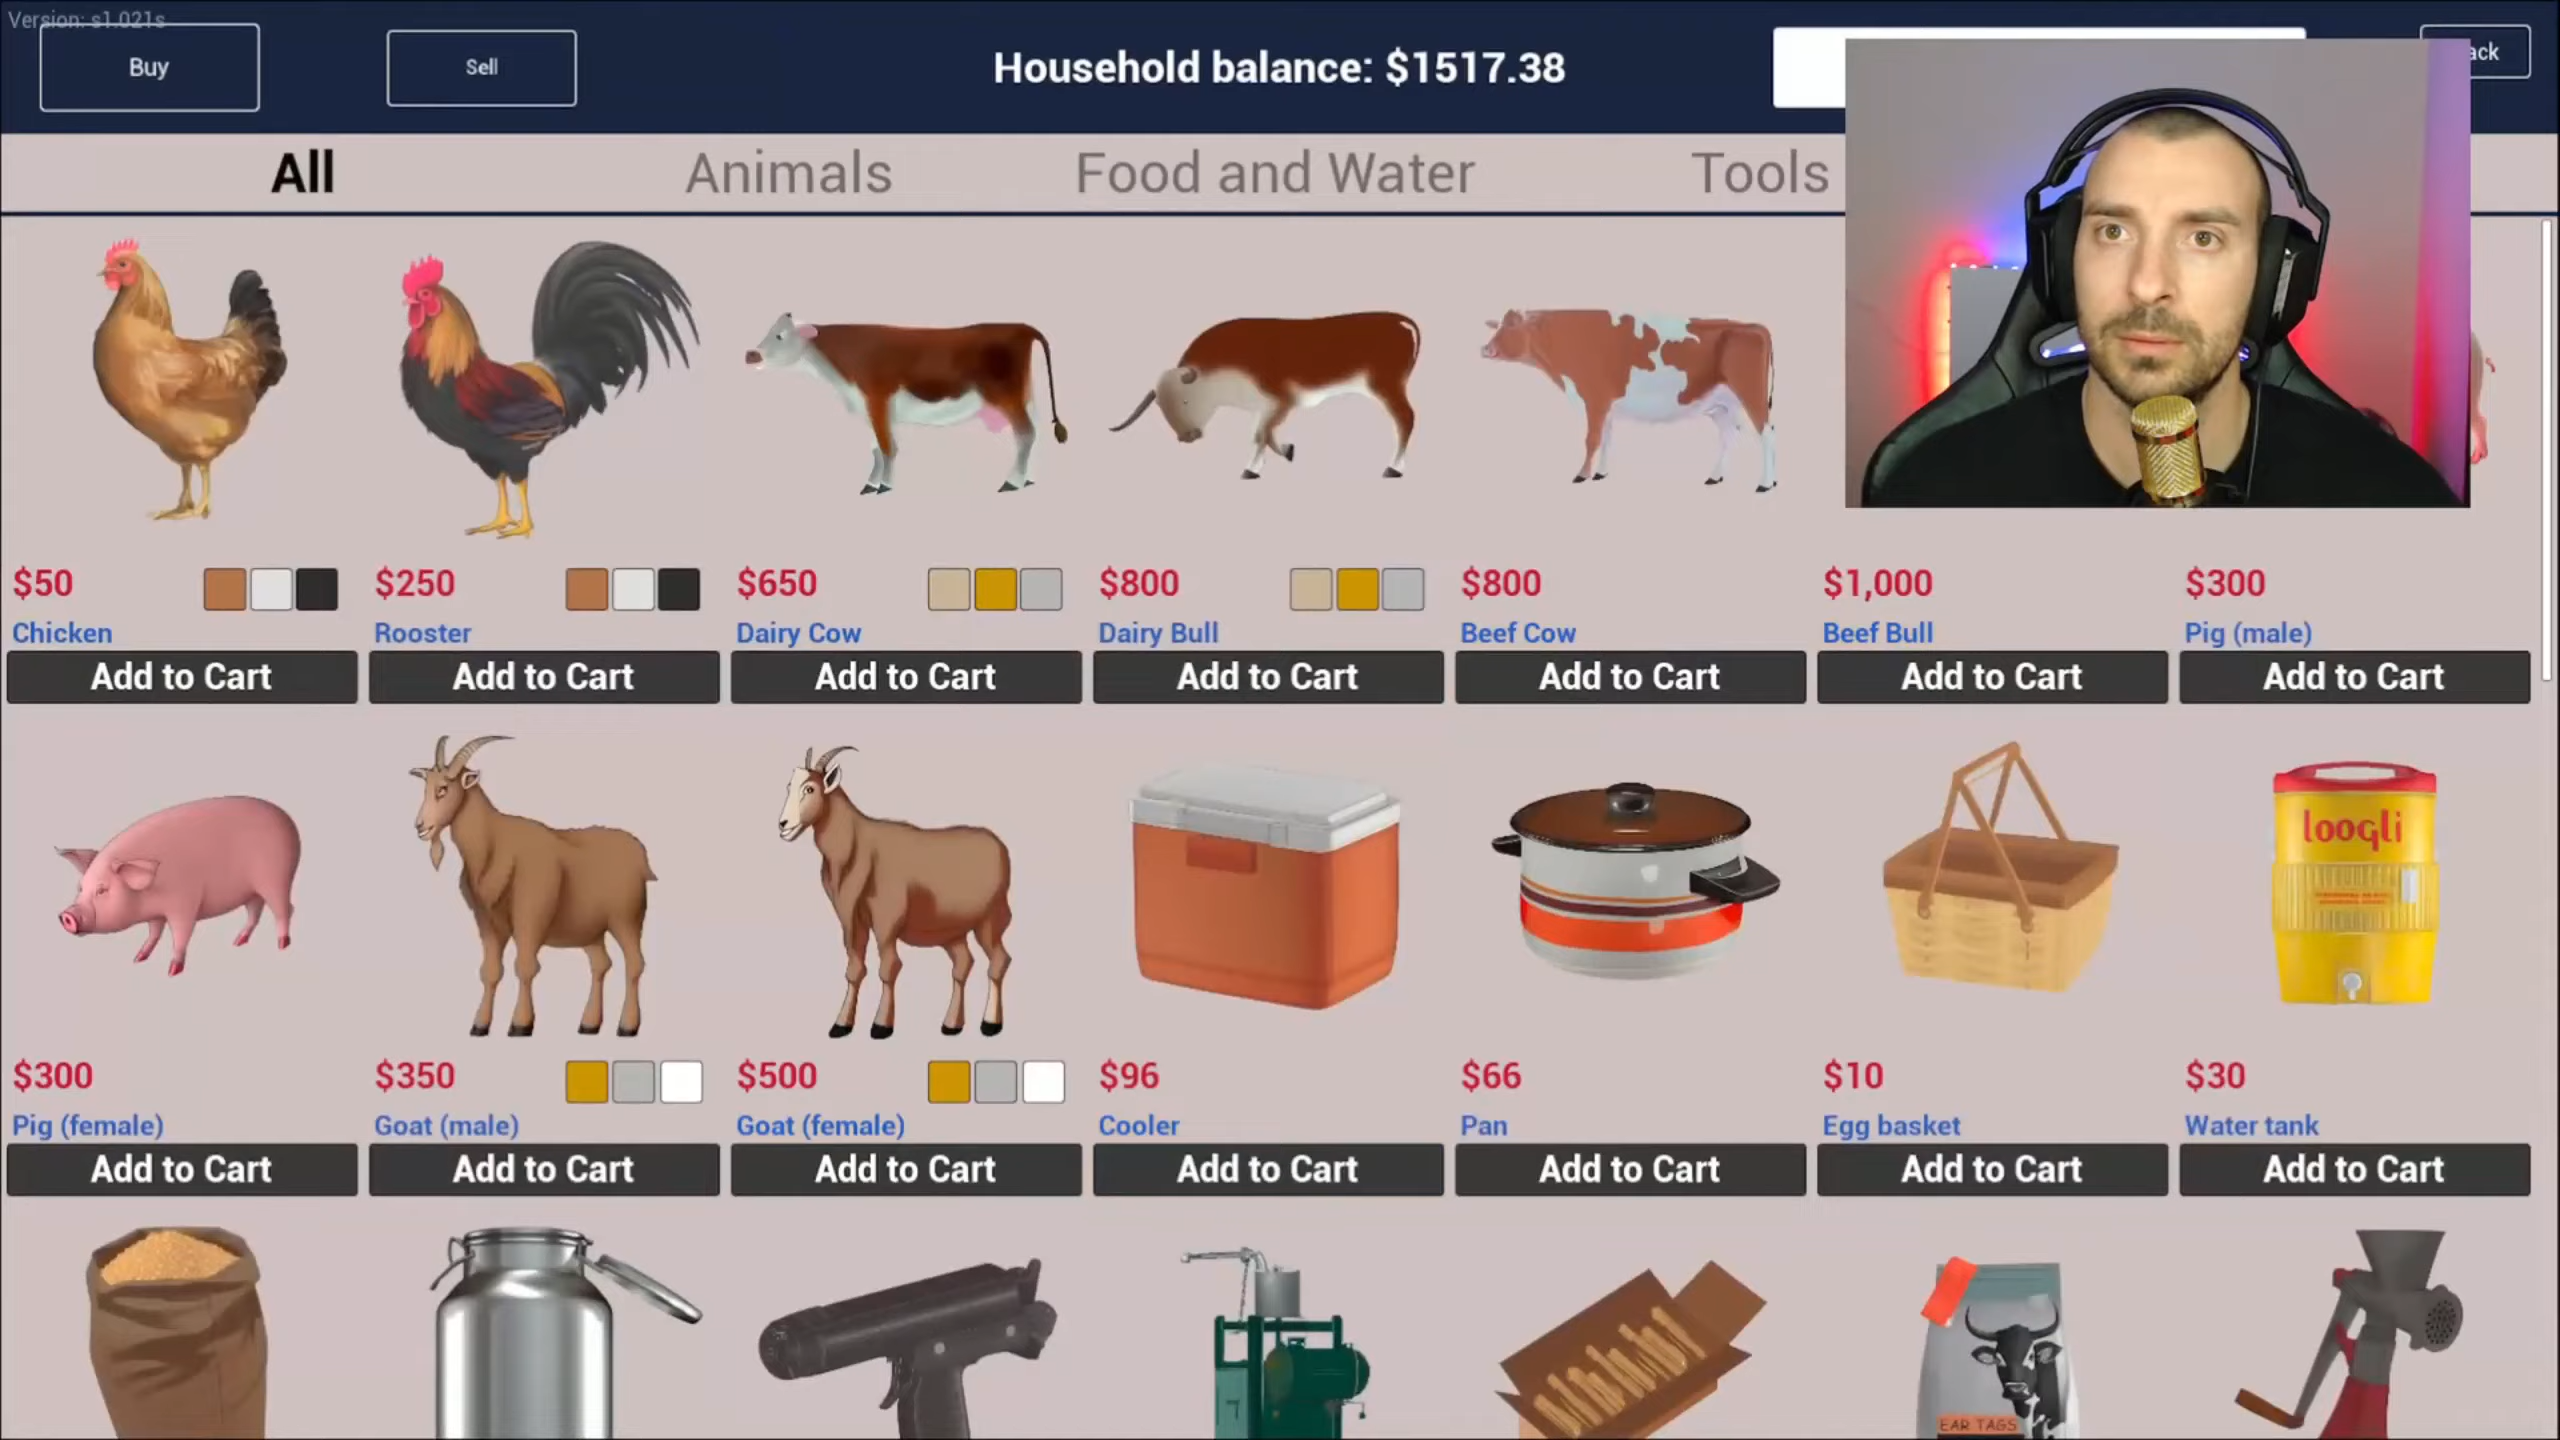 Version: s1.021s
Buy
Sell
Household balance: $1517.38
ack
All
Animals
Food and Water
Tools
$50
$250
$650
$800
$800
$1,000
$300
Chicken
Rooster
Dairy Cow
Dairy Bull
Beef Cow
Beef Bull
Pig (male)
Add to Cart
Add to Cart
Add to Cart
Add to Cart
Add to Cart
Add to Cart
Add to Cart
loogli
$300
$350
$500
$96
$66
$10
$30
Pig (female)
Goat (male)
Goat (female)
Cooler
Pan
Egg basket
Water tank
Add to Cart
Add to Cart
Add to Cart
Add to Cart
Add to Cart
Add to Cart
Add to Cart
EAR TAGS